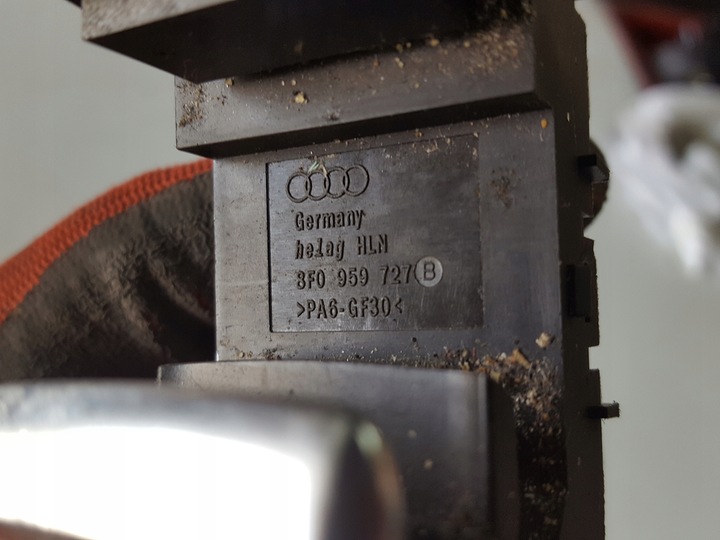 Germany
helag HLN
8F0 959 727 B
>PA6-GF30<